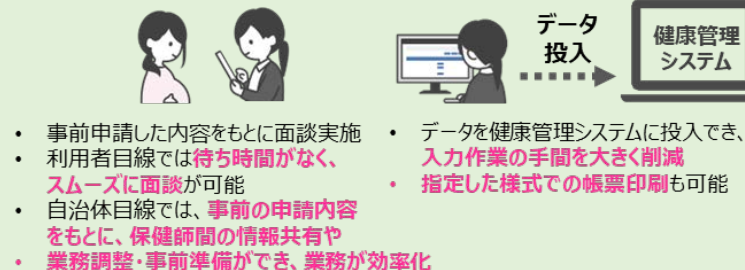 データ
投入
健康管理
システム
• 事前申請した内容をもとに面談実施
• 利用者目線では待ち時間がなく、
スムーズに面談が可能
• 自治体目線では、事前の申請内容
をもとに、保健師間の情報共有や
• 業務調整・事前準備ができ、業務が効率化
• データを健康管理システムに投入でき、
入力作業の手間を大きく削減
• 指定した様式での帳票印刷も可能